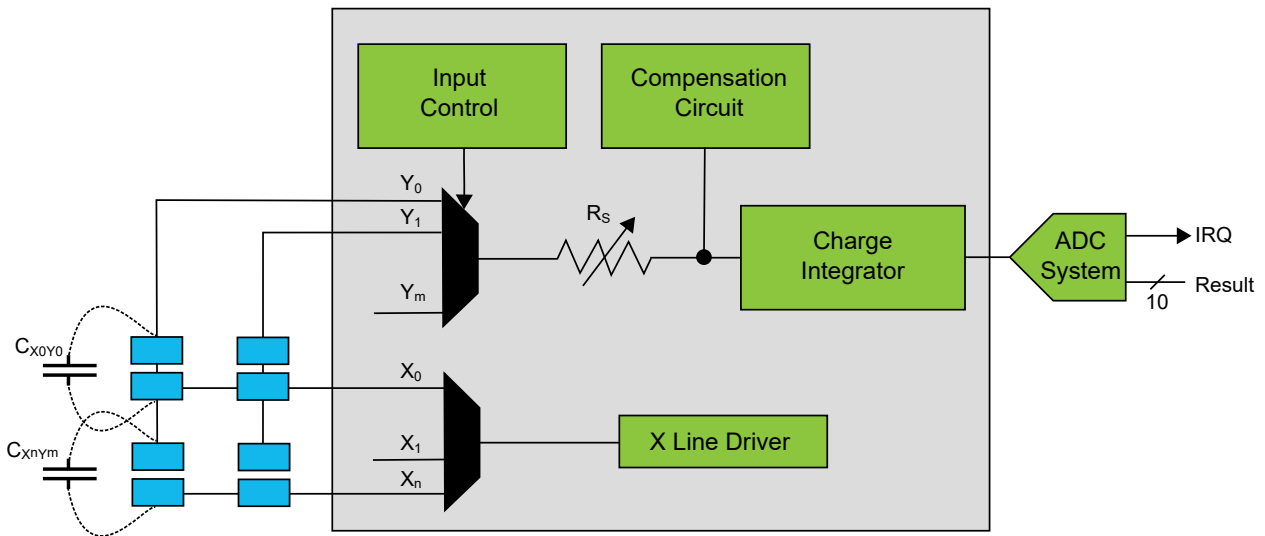 Input
Control
Compensation
Circuit
Y0
Y1
RS
Charge
Integrator
ADC
System
IRQ
Result
10
Ym
CX0Y0
X0
X Line Driver
X1
CXnYm
Xn